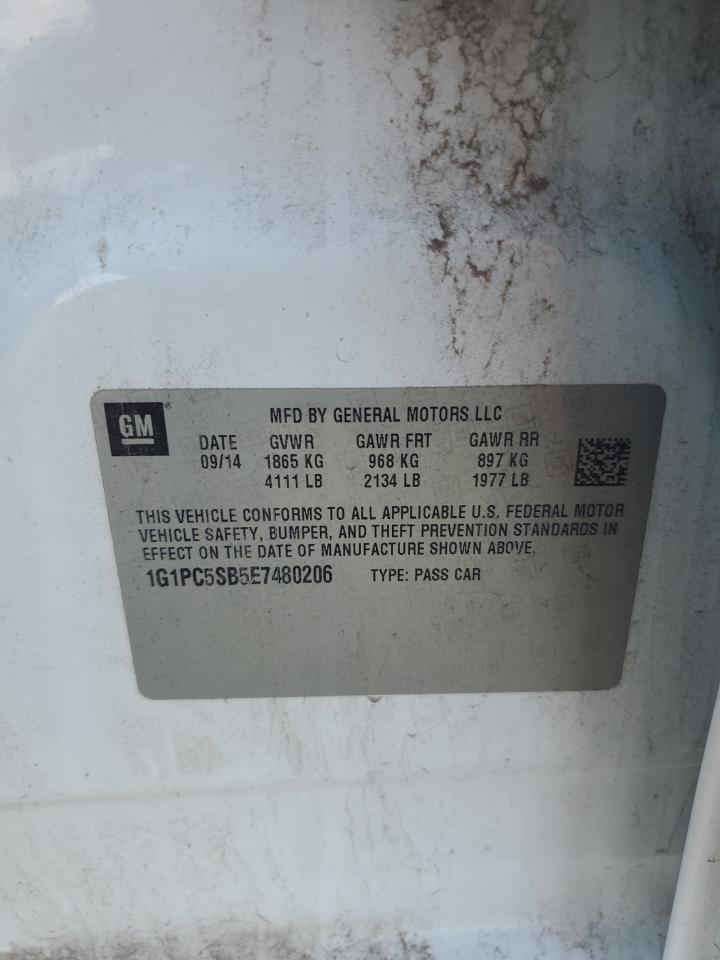 GM ®
MFD BY GENERAL MOTORS LLC
DATE GVWR GAWR FRT GAWR RR
09/14 1865 KG 968 KG 897 KG
4111 LB 2134 LB 1977 LB
THIS VEHICLE CONFORMS TO ALL APPLICABLE U.S. FEDERAL MOTOR
VEHICLE SAFETY, BUMPER, AND THEFT PREVENTION STANDARDS IN
EFFECT ON THE DATE OF MANUFACTURE SHOWN ABOVE.
1G1PC5SB5E7480206 TYPE: PASS CAR